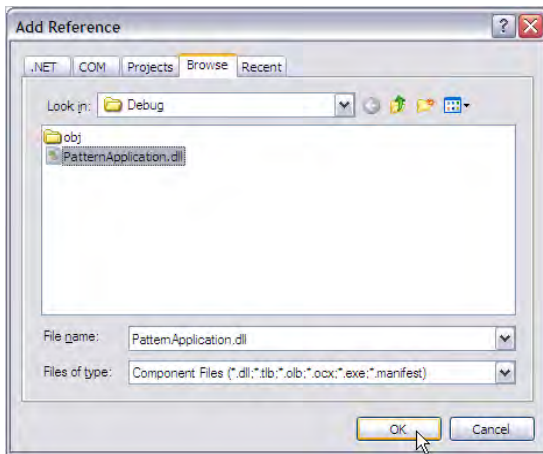 Add Reference
.NET COM Projects Browse Recent
Look in: Debug
obj
PatternApplication.dll
File name: PatternApplication.dll
Files of type: Component Files (*.dll;*.tlb;*.olb;*.ocx;*.exe;*.manifest)
OK Cancel